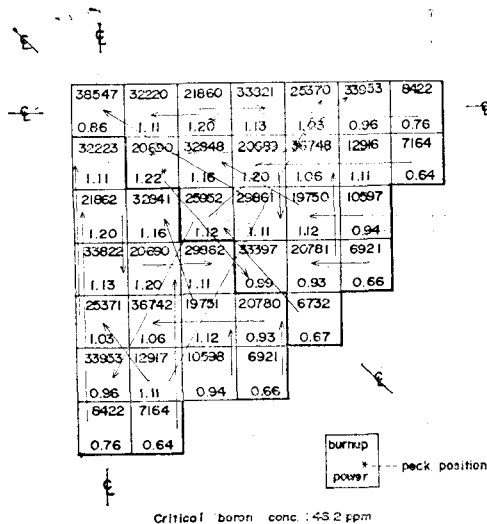 38547 32220 21860 33321 25370 33953 8422
0.86 1.11 1.20 1.13 1.03 0.96 0.76
32223 20690 32848 20689 36748 12916 7164
1.11 1.22 1.16 1.20 1.06 1.11 0.64
21862 32941 25952 29861 19750 10597
1.20 1.16 1.12 1.11 1.12 0.94
33822 20690 29862 33397 20781 6921
1.13 1.20 1.11 0.99 0.93 0.66
25371 36742 19751 20780 6732
1.03 1.06 1.12 0.93 0.67
33953 12917 10598 6921
0.96 1.11 0.94 0.66
8422 7164
0.76 0.64
burnup
power
peck position
Critical boron conc. : 43.2 ppm